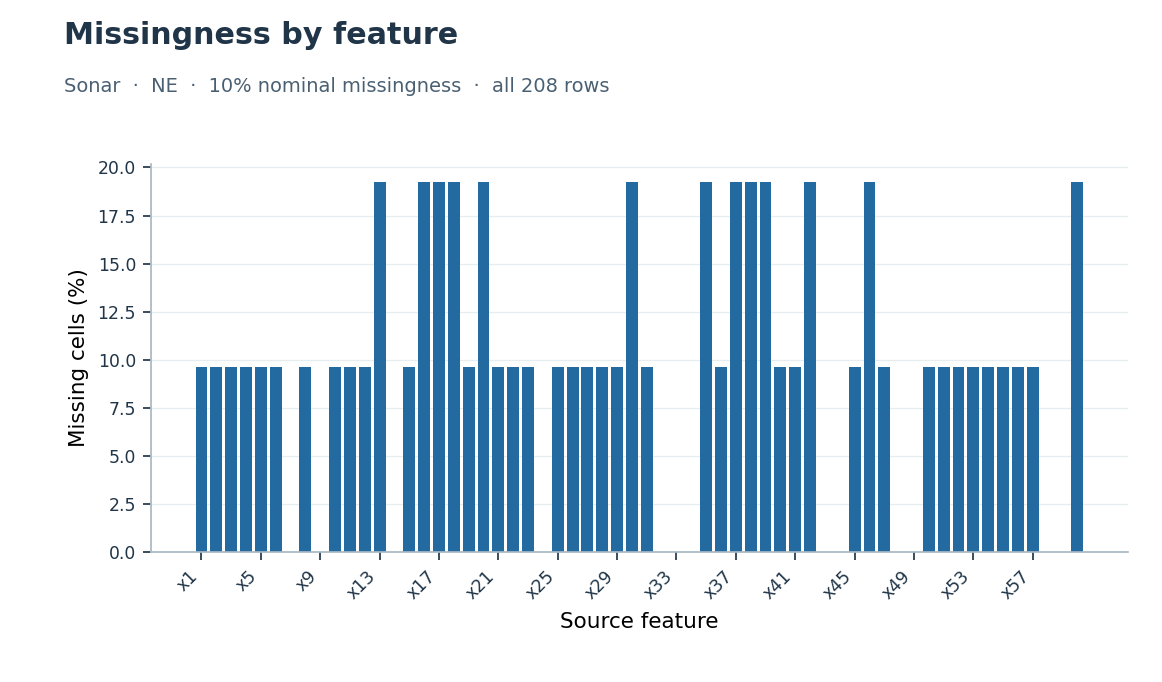 Missingness by feature
Sonar · NE · 10% nominal missingness · all 208 rows
20.0
17.5
15.0
12.5
10.0
7.5
5.0
2.5
0.0
Missing cells (%)
x1 x5 x9 x13 x17 x21 x25 x29 x33 x37 x41 x45 x49 x53 x57
Source feature